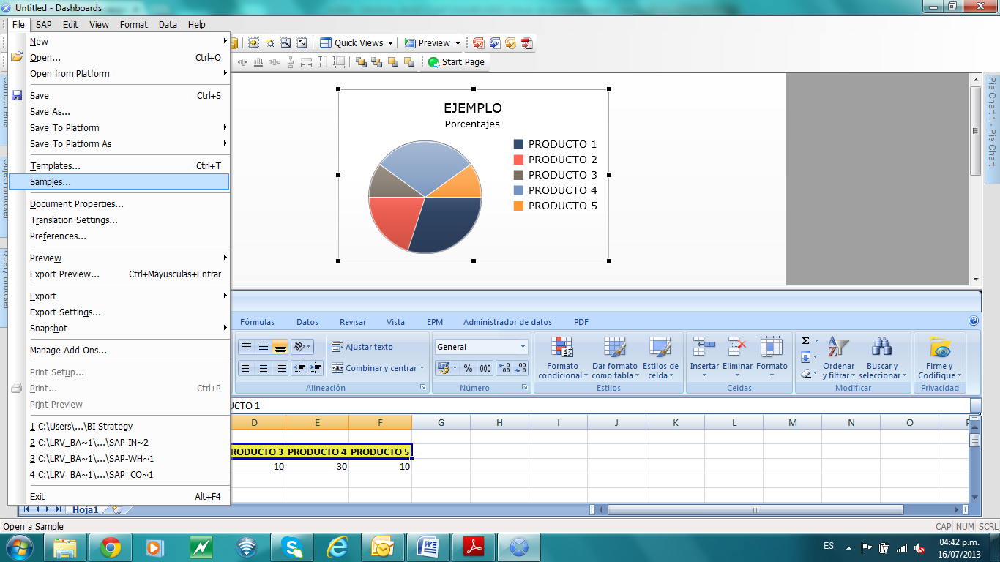 Untitled - Dashboards
File SAP Edit View Format Data Help
New
Open... Ctrl+O
Open from Platform
Save Ctrl+S
Save As...
Save To Platform
Save To Platform As
Templates... Ctrl+T
Samples...
Document Properties...
Translation Settings...
Preferences...
Preview
Export Preview... Ctrl+Mayusculas+Entrar
Export
Export Settings...
Snapshot
Manage Add-Ons...
Print Setup...
Print... Ctrl+P
Print Preview
1 C:\Users\...\BI Strategy
2 C:\LRV_BA~1\...\SAP-IN~2
3 C:\LRV_BA~1\...\SAP-WH~1
4 C:\LRV_BA~1\...\SAP_CO~1
Exit Alt+F4
Quick Views Preview
Start Page
Components
Object Browser
Query Browser
Pie Chart 1 - Pie Chart
EJEMPLO
Porcentajes
PRODUCTO 1
PRODUCTO 2
PRODUCTO 3
PRODUCTO 4
PRODUCTO 5
Fórmulas Datos Revisar Vista EPM Administrador de datos PDF
Ajustar texto
Combinar y centrar
Alineación
General
% 000
Número
Formato condicional
Dar formato como tabla
Estilos de celda
Estilos
Insertar Eliminar Formato
Celdas
Σ
Ordenar y filtrar
Buscar y seleccionar
Modificar
Firme y Codifique
Privacidad
UCTO 1
D E F G H I J K L M N O
RODUCTO 3 PRODUCTO 4 PRODUCTO 5
10 30 10
Hoja1
Open a Sample
CAP NUM SCRL
ES
04:42 p.m.
16/07/2013